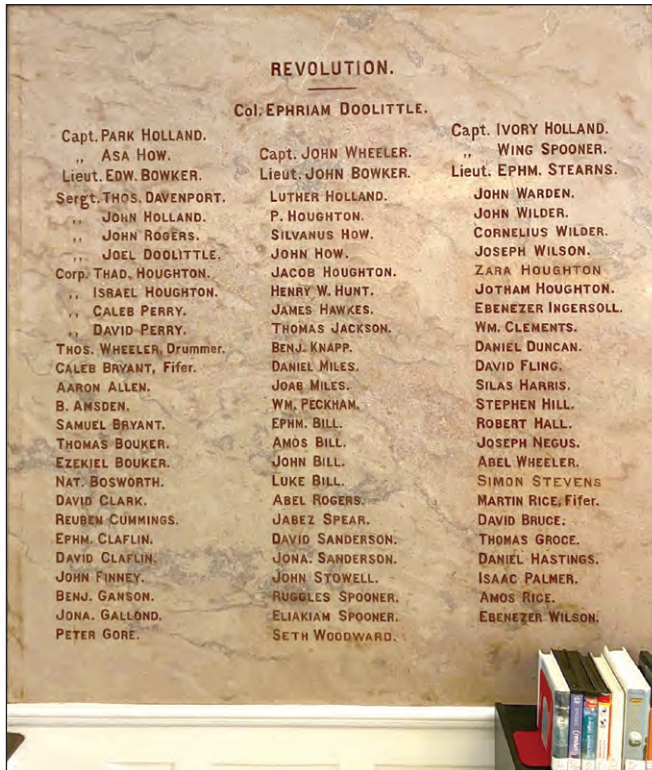 REVOLUTION.
Col. EPHRIAM DOOLITTLE.
Capt. PARK HOLLAND.
,, ASA HOW.
Lieut. EDW. BOWKER.
Sergt. THOS. DAVENPORT.
,, JOHN HOLLAND.
,, JOHN ROGERS.
,, JOEL DOOLITTLE.
Corp. THAD. HOUGHTON.
,, ISRAEL HOUGHTON.
,, CALEB PERRY.
,, DAVID PERRY.
THOS. WHEELER, Drummer.
CALEB BRYANT, Fifer.
AARON ALLEN.
B. AMSDEN.
SAMUEL BRYANT.
THOMAS BOUKER.
EZEKIEL BOUKER.
NAT. BOSWORTH.
DAVID CLARK.
REUBEN CUMMINGS.
EPHM. CLAFLIN.
DAVID CLAFLIN.
JOHN FINNEY.
BENJ. GANSON.
JONA. GALLOND.
PETER GORE.
Capt. JOHN WHEELER.
Lieut. JOHN BOWKER.
LUTHER HOLLAND.
P. HOUGHTON.
SILVANUS HOW.
JOHN HOW.
JACOB HOUGHTON.
HENRY W. HUNT.
JAMES HAWKES.
THOMAS JACKSON.
BENJ. KNAPP.
DANIEL MILES.
JOAB MILES.
WM. PECKHAM.
EPHM. BILL.
AMOS BILL.
JOHN BILL.
LUKE BILL.
ABEL ROGERS.
JABEZ SPEAR.
DAVID SANDERSON.
JONA. SANDERSON.
JOHN STOWELL.
RUGGLES SPOONER.
ELIAKIAM SPOONER.
SETH WOODWARD.
Capt. IVORY HOLLAND.
,, WING SPOONER.
Lieut. EPHM. STEARNS.
JOHN WARDEN.
JOHN WILDER.
CORNELIUS WILDER.
JOSEPH WILSON.
ZARA HOUGHTON
JOTHAM HOUGHTON.
EBENEZER INGERSOLL.
WM. CLEMENTS.
DANIEL DUNCAN.
DAVID FLING.
SILAS HARRIS.
STEPHEN HILL.
ROBERT HALL.
JOSEPH NEGUS.
ABEL WHEELER.
SIMON STEVENS
MARTIN RICE, Fifer.
DAVID BRUCE.
THOMAS GROCE.
DANIEL HASTINGS.
ISAAC PALMER.
AMOS RICE.
EBENEZER WILSON.